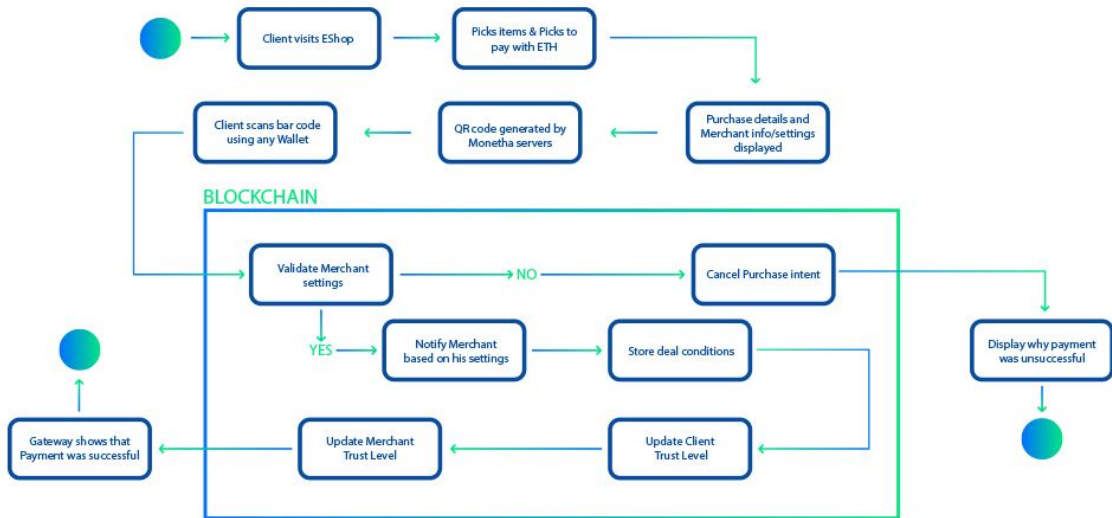 Client visits EShop
Picks items & Picks to
pay with ETH
Purchase details and
Merchant info/settings
displayed
QR code generated by
Monetha servers
Client scans bar code
using any Wallet
BLOCKCHAIN
Validate Merchant
settings
NO
Cancel Purchase intent
YES
Notify Merchant
based on his settings
Store deal conditions
Display why payment
was unsuccessful
Update Client
Trust Level
Update Merchant
Trust Level
Gateway shows that
Payment was successful